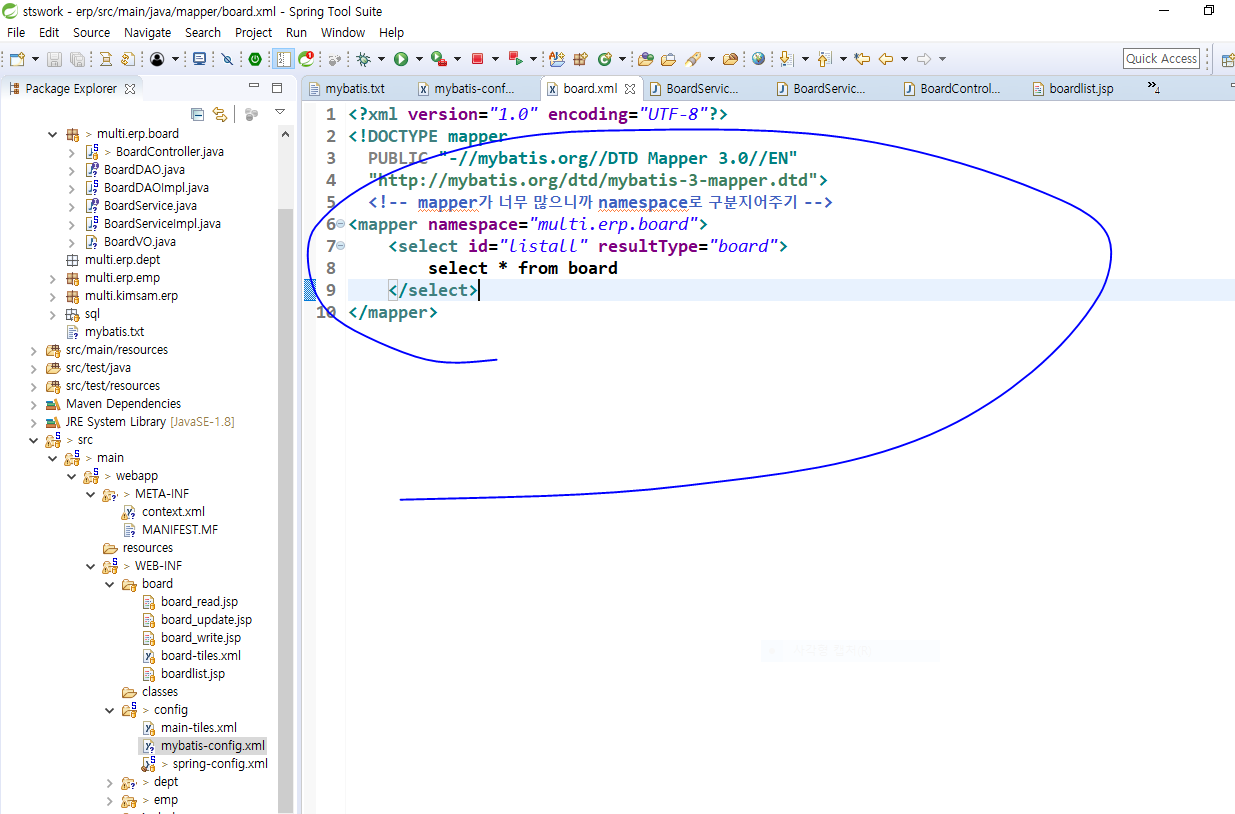 stswork - erp/src/main/java/mapper/board.xml - Spring Tool Suite
File Edit Source Navigate Search Project Run Window Help
Quick Access
Package Explorer
mybatis.txt
mybatis-conf...
board.xml
BoardServic...
BoardServic...
BoardControl...
boardlist.jsp
»4
multi.erp.board
> BoardController.java
BoardDAO.java
BoardDAOImpl.java
BoardService.java
BoardServiceImpl.java
BoardVO.java
multi.erp.dept
multi.erp.emp
multi.kimsam.erp
sql
mybatis.txt
src/main/resources
src/test/java
src/test/resources
Maven Dependencies
JRE System Library [JavaSE-1.8]
> src
> main
> webapp
> META-INF
context.xml
MANIFEST.MF
resources
> WEB-INF
board
board_read.jsp
board_update.jsp
board_write.jsp
board-tiles.xml
boardlist.jsp
classes
> config
main-tiles.xml
mybatis-config.xml
> spring-config.xml
> dept
> emp
1 <?xml version="1.0" encoding="UTF-8"?>
2 <!DOCTYPE mapper
3 PUBLIC "-//mybatis.org//DTD Mapper 3.0//EN"
4 "http://mybatis.org/dtd/mybatis-3-mapper.dtd">
5 <!-- mapper가 너무 많으니까 namespace로 구분지어주기 -->
6 <mapper namespace="multi.erp.board">
7 <select id="listall" resultType="board">
8 select * from board
9 </select>
10 </mapper>